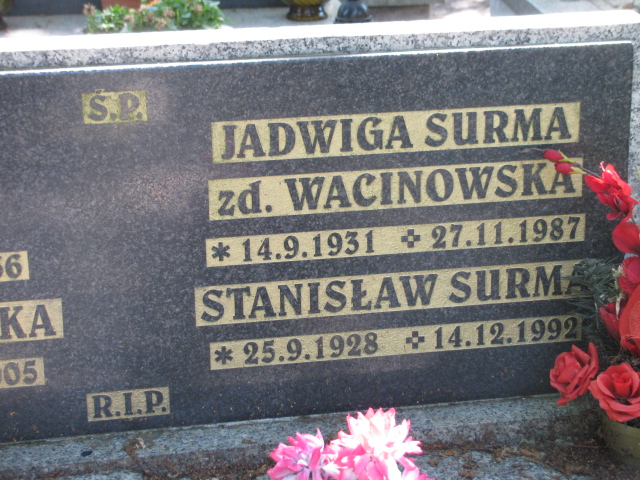 Ś.P.
JADWIGA SURMA
zd. WACINOWSKA
* 14.9.1931 ✢ 27.11.1987
STANISŁAW SURMA
* 25.9.1928 ✢ 14.12.1992
R.I.P.